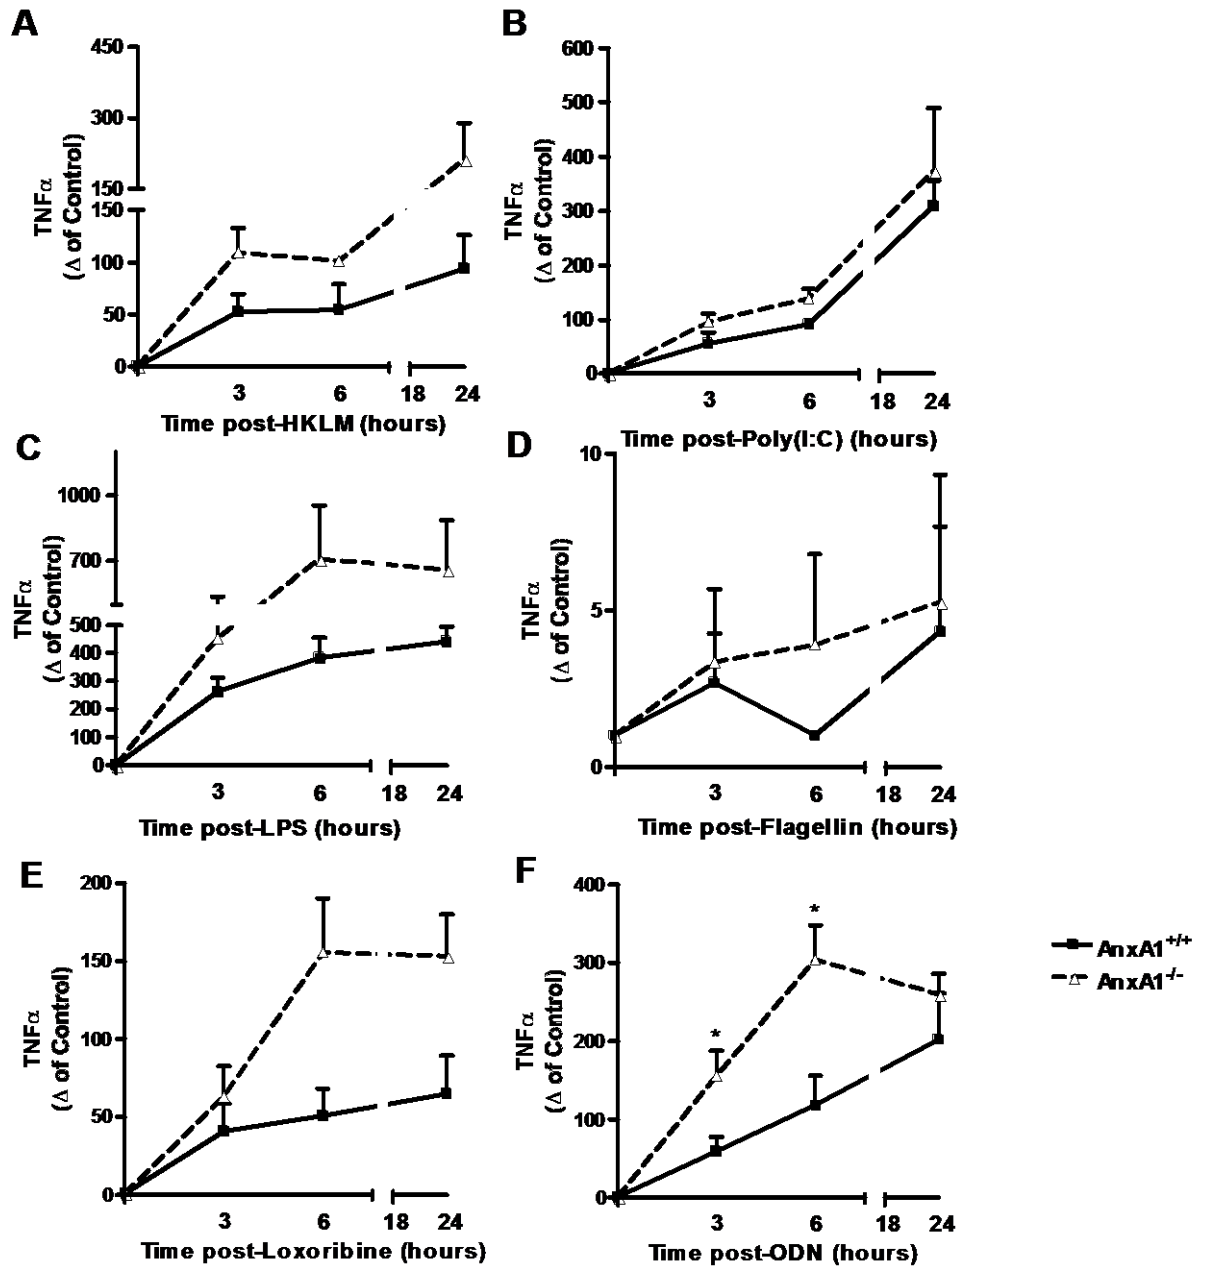 A
450
300
150
150
100
50
0
TNFα
(Δ of Control)
3 6 18 24
Time post-HKLM (hours)
B
600
500
400
300
200
100
0
TNFα
(Δ of Control)
3 6 18 24
Time post-Poly(I:C) (hours)
C
1000
700
500
400
300
200
100
0
TNFα
(Δ of Control)
3 6 18 24
Time post-LPS (hours)
D
10
5
0
TNFα
(Δ of Control)
3 6 18 24
Time post-Flagellin (hours)
E
200
150
100
50
0
TNFα
(Δ of Control)
3 6 18 24
Time post-Loxoribine (hours)
F
400
300
200
100
0
TNFα
(Δ of Control)
*
*
3 6 18 24
Time post-ODN (hours)
AnxA1+/+
AnxA1-/-